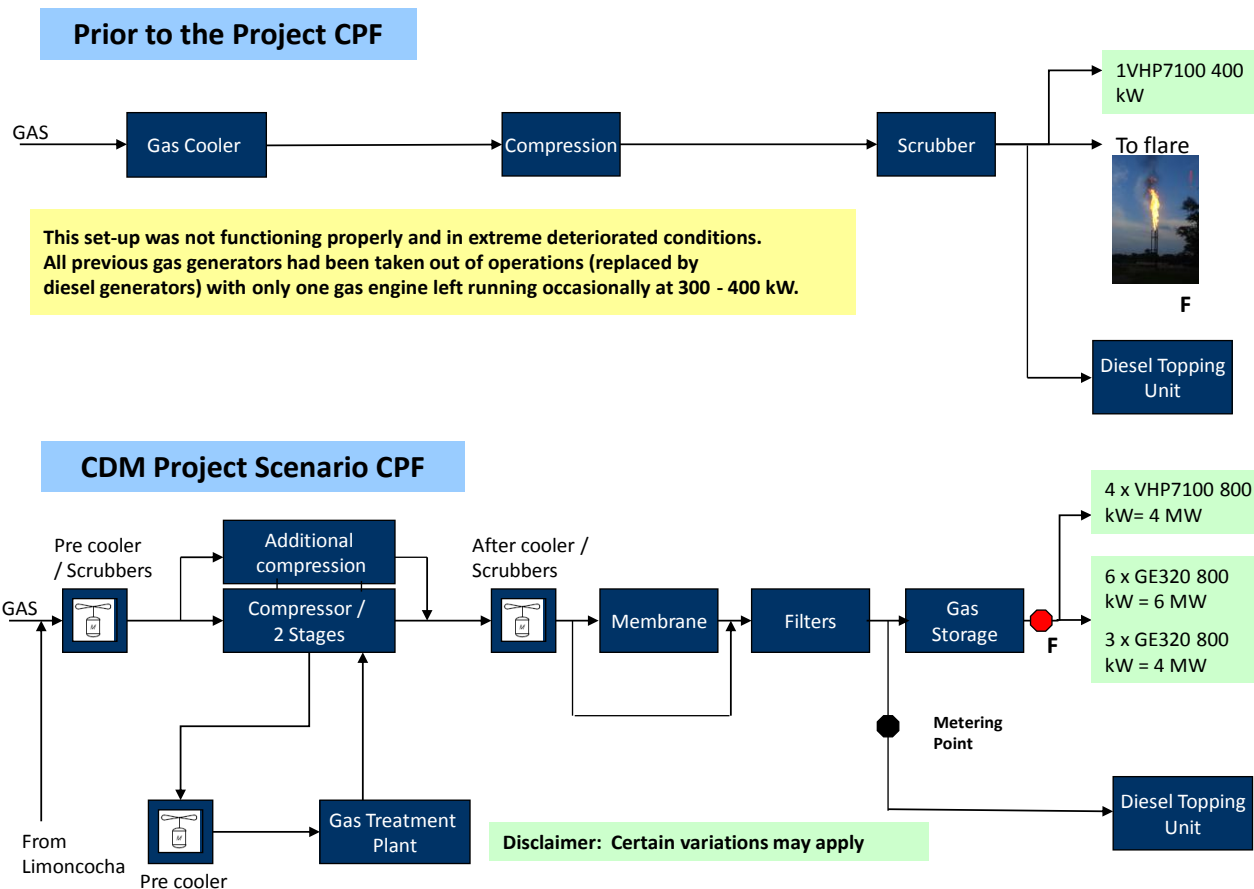 Prior to the Project CPF
1VHP7100 400
kW
GAS
Gas Cooler
Compression
Scrubber
To flare
This set-up was not functioning properly and in extreme deteriorated conditions.
All previous gas generators had been taken out of operations (replaced by
diesel generators) with only one gas engine left running occasionally at 300 - 400 kW.
F
Diesel Topping
Unit
CDM Project Scenario CPF
4 x VHP7100 800
kW= 4 MW
Pre cooler
/ Scrubbers
Additional
compression
After cooler /
Scrubbers
GAS
M
Compressor /
2 Stages
M
Membrane
Filters
Gas
Storage
F
6 x GE320 800
kW = 6 MW
3 x GE320 800
kW = 4 MW
Metering
Point
From
Limoncocha
M
Pre cooler
Gas Treatment
Plant
Disclaimer:  Certain variations may apply
Diesel Topping
Unit